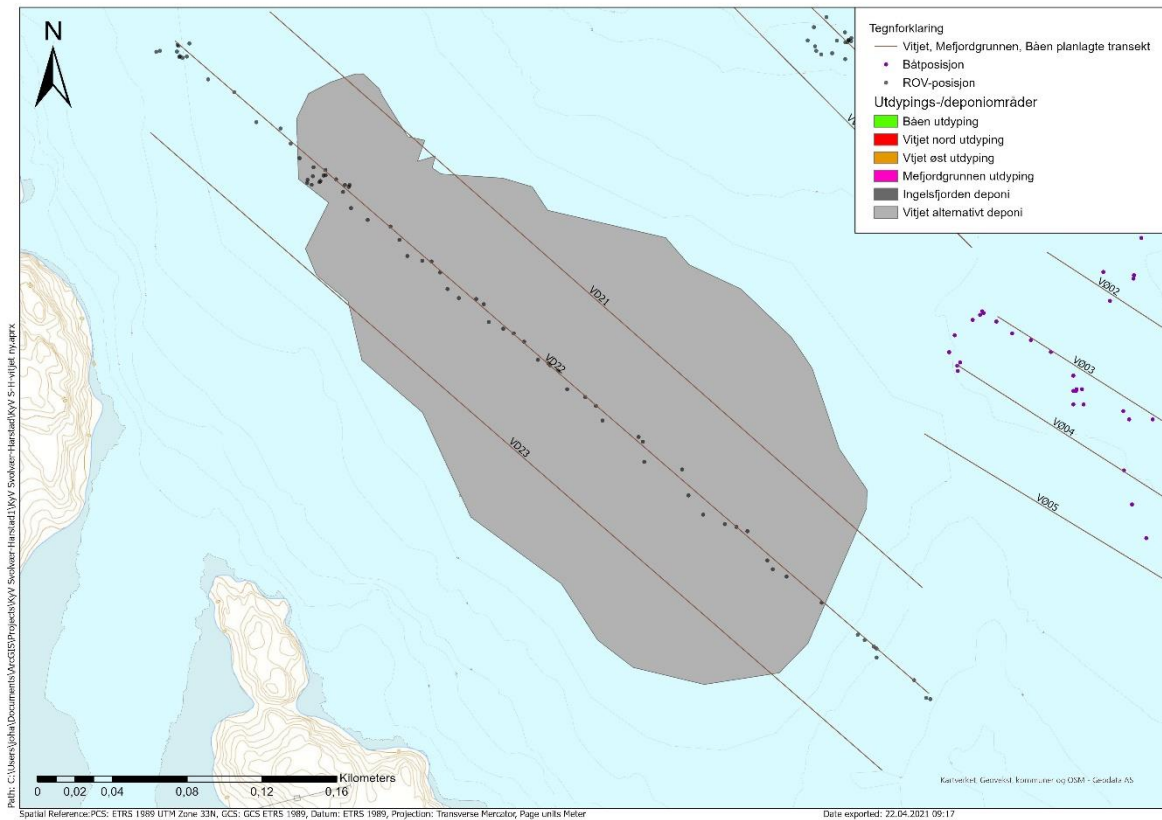 N
Tegnforklaring
Vitjet, Mefjordgrunnen, Båen planlagte transekt
Båtposisjon
ROV-posisjon
Utdypings-/deponiområder
Båen utdyping
Vitjet nord utdyping
Vtjet øst utdyping
Mefjordgrunnen utdyping
Ingelsfjorden deponi
Vitjet alternativt deponi
VØ02
VD21
VØ03
VD22
VØ04
VD23
VØ05
Kilometers
0 0,02 0,04 0,08 0,12 0,16
Kartverket, Geovekst, kommuner og OSM - Geodata AS
Path: C:\Users\joha\Documents\ArcGIS\Projects\KyV Svolvær-Harstad1\KyV Svolvær-Harstad\KyV S-H-vitjet ny.aprx
Spatial Reference:PCS: ETRS 1989 UTM Zone 33N, GCS: GCS ETRS 1989, Datum: ETRS 1989, Projection: Transverse Mercator, Page units Meter
Date exported: 22.04.2021 09:17